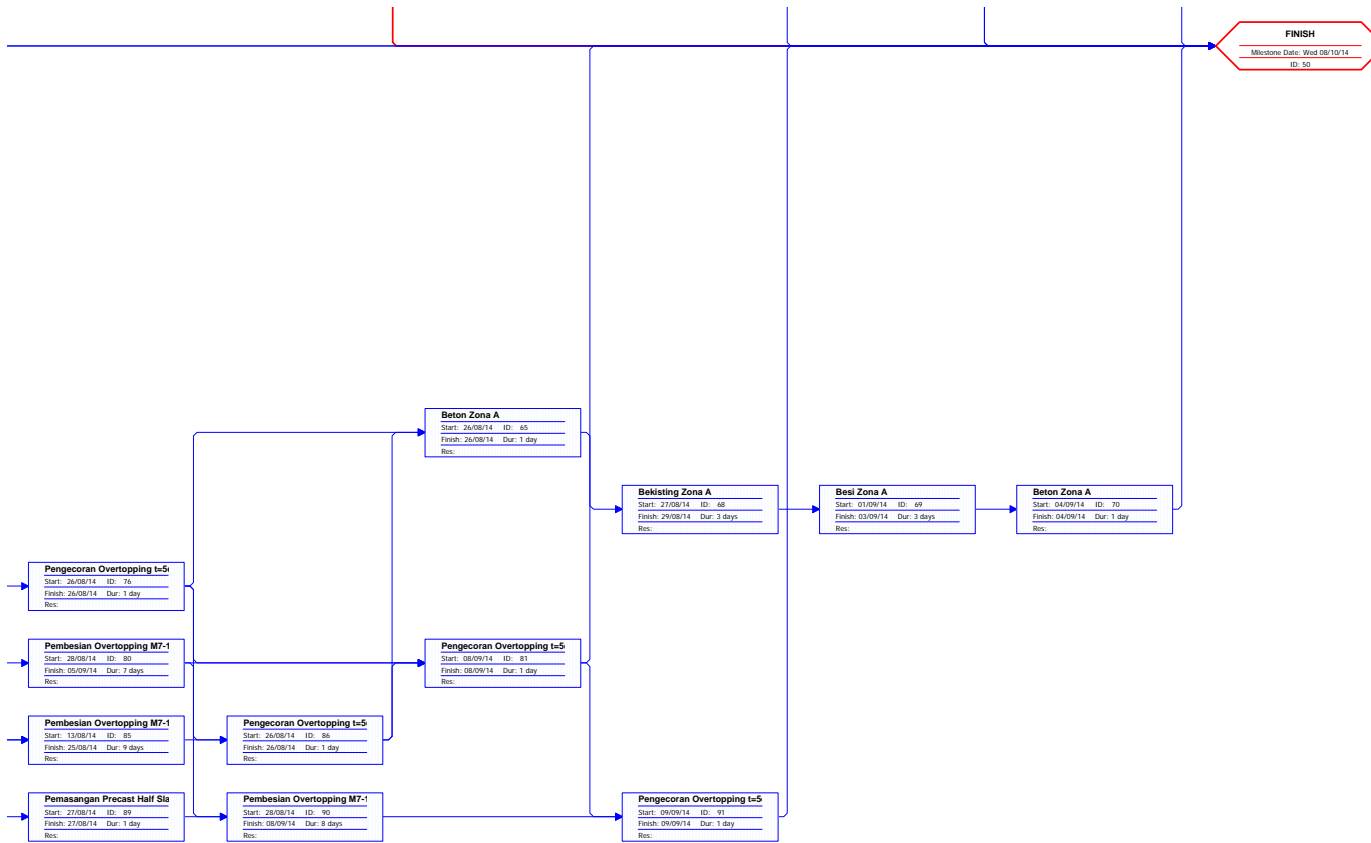 FINISH
Milestone Date: Wed 08/10/14
ID: 50
Beton Zona A
Start: 26/08/14 ID: 65
Finish: 26/08/14 Dur: 1 day
Res:
Bekisting Zona A
Start: 27/08/14 ID: 68
Finish: 29/08/14 Dur: 3 days
Res:
Besi Zona A
Start: 01/09/14 ID: 69
Finish: 03/09/14 Dur: 3 days
Res:
Beton Zona A
Start: 04/09/14 ID: 70
Finish: 04/09/14 Dur: 1 day
Res:
Pengecoran Overtopping t=5
Start: 26/08/14 ID: 76
Finish: 26/08/14 Dur: 1 day
Res:
Pembesian Overtopping M7-1
Start: 28/08/14 ID: 80
Finish: 05/09/14 Dur: 7 days
Res:
Pengecoran Overtopping t=5
Start: 08/09/14 ID: 81
Finish: 08/09/14 Dur: 1 day
Res:
Pembesian Overtopping M7-1
Start: 13/08/14 ID: 85
Finish: 25/08/14 Dur: 9 days
Res:
Pengecoran Overtopping t=5
Start: 26/08/14 ID: 86
Finish: 26/08/14 Dur: 1 day
Res:
Pemasangan Precast Half Sla
Start: 27/08/14 ID: 89
Finish: 27/08/14 Dur: 1 day
Res:
Pembesian Overtopping M7-1
Start: 28/08/14 ID: 90
Finish: 08/09/14 Dur: 8 days
Res:
Pengecoran Overtopping t=5
Start: 09/09/14 ID: 91
Finish: 09/09/14 Dur: 1 day
Res: